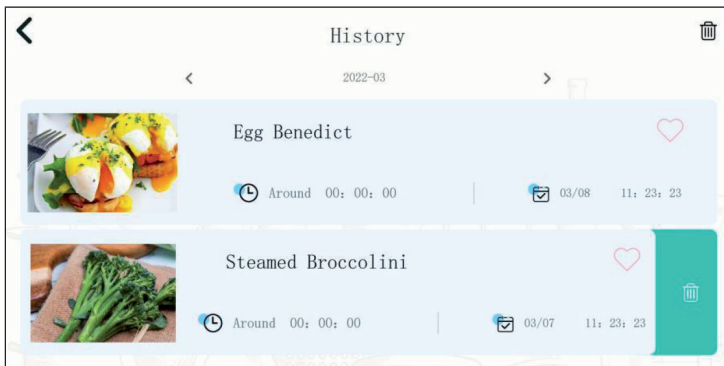 History
2022-03
Egg Benedict
Around 00: 00: 00
03/08 11: 23: 23
Steamed Broccolini
Around 00: 00: 00
03/07 11: 23: 23